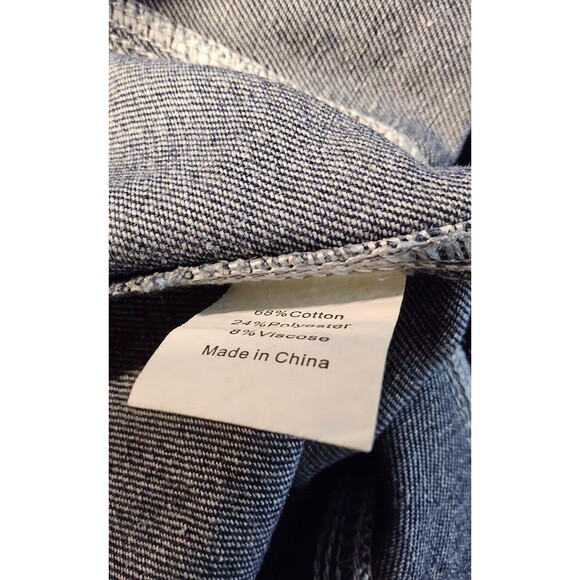 68%Cotton
24%Polyester
8%Viscose
Made in China